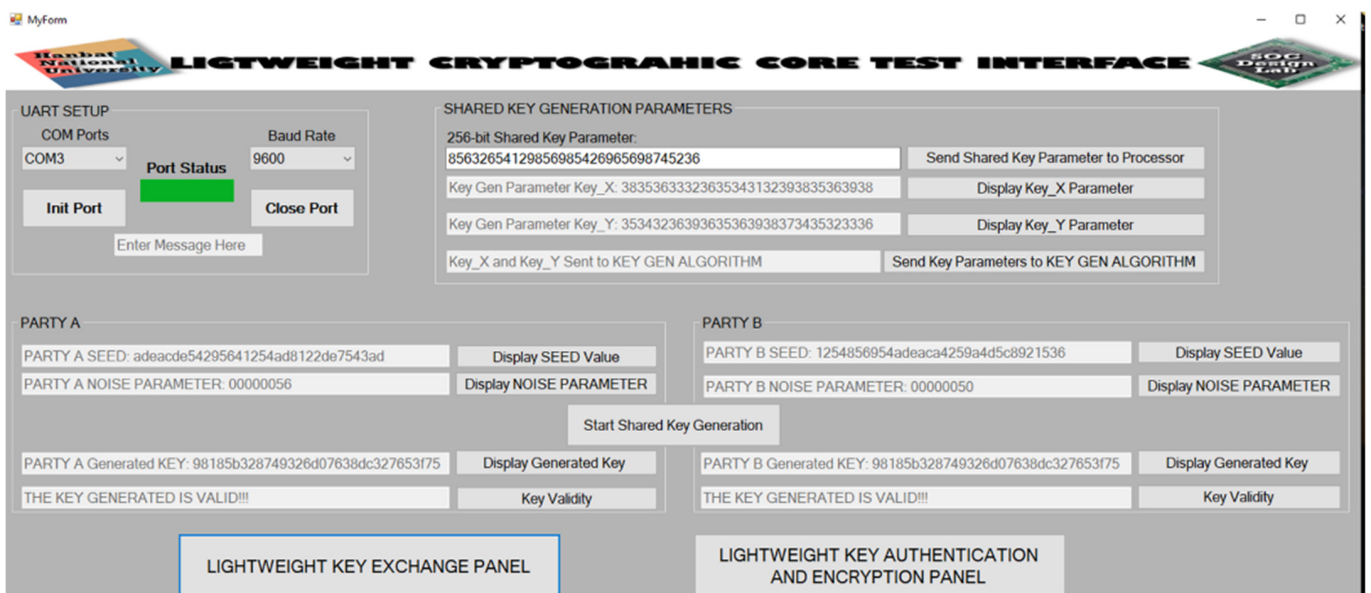 MyForm
Hanbat
National
University
LIGTWEIGHT CRYPTOGRAHIC CORE TEST INTERFACE
SOC
Design
Lab
UART SETUP
COM Ports
Baud Rate
COM3
Port Status
9600
Init Port
Close Port
Enter Message Here
SHARED KEY GENERATION PARAMETERS
256-bit Shared Key Parameter:
85632654129856985426965698745236
Send Shared Key Parameter to Processor
Key Gen Parameter Key_X: 38353633323635343132393835363938
Display Key_X Parameter
Key Gen Parameter Key_Y: 35343236393635363938373435323336
Display Key_Y Parameter
Key_X and Key_Y Sent to KEY GEN ALGORITHM
Send Key Parameters to KEY GEN ALGORITHM
PARTY A
PARTY A SEED: adeacde54295641254ad8122de7543ad
Display SEED Value
PARTY A NOISE PARAMETER: 00000056
Display NOISE PARAMETER
PARTY B
PARTY B SEED: 1254856954adeaca4259a4d5c8921536
Display SEED Value
PARTY B NOISE PARAMETER: 00000050
Display NOISE PARAMETER
Start Shared Key Generation
PARTY A Generated KEY: 98185b328749326d07638dc327653f75
Display Generated Key
THE KEY GENERATED IS VALID!!!
Key Validity
PARTY B Generated KEY: 98185b328749326d07638dc327653f75
Display Generated Key
THE KEY GENERATED IS VALID!!!
Key Validity
LIGHTWEIGHT KEY EXCHANGE PANEL
LIGHTWEIGHT KEY AUTHENTICATION
AND ENCRYPTION PANEL